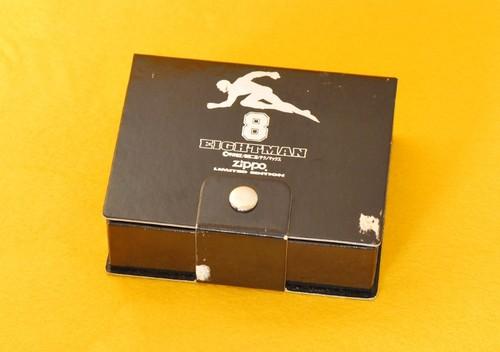 8
EIGHTMAN
zippo
LIMITED EDITION